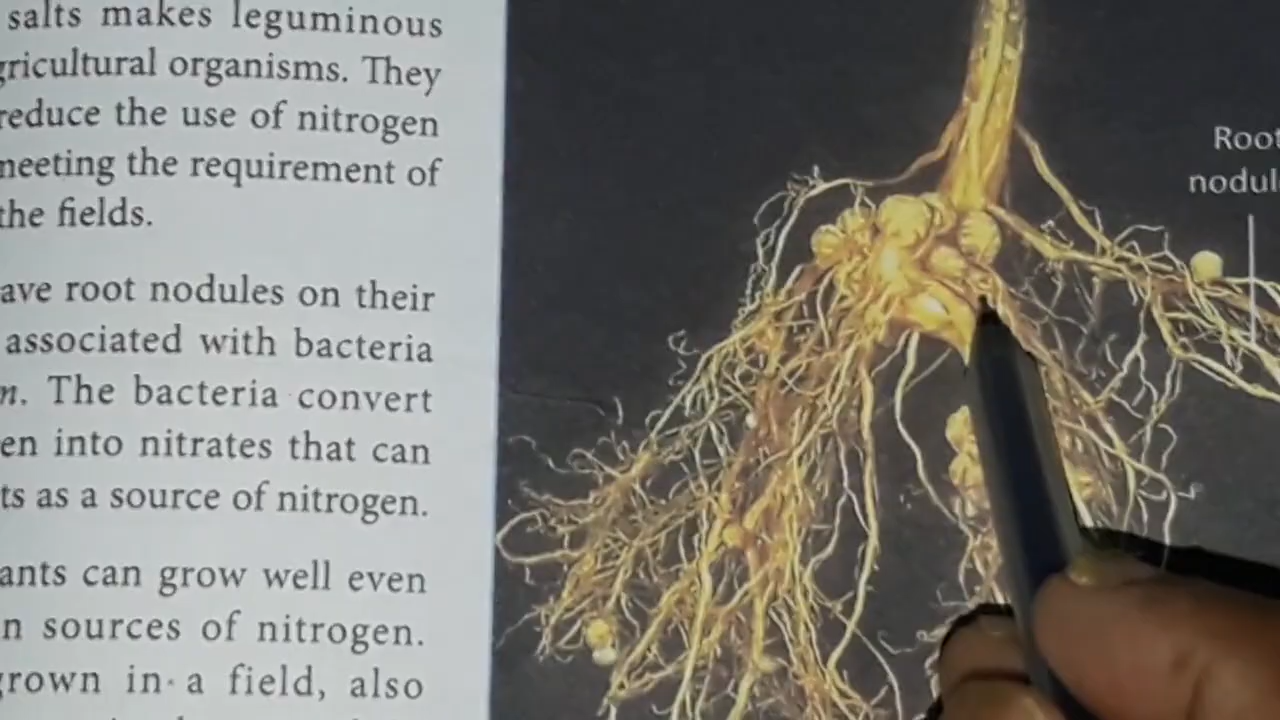 salts makes leguminous
gricultural organisms. They
reduce the use of nitrogen
meeting the requirement of
the fields.
ave root nodules on their
associated with bacteria
n. The bacteria convert
en into nitrates that can
ts as a source of nitrogen.
ants can grow well even
n sources of nitrogen.
grown in a field, also
Root
nodul